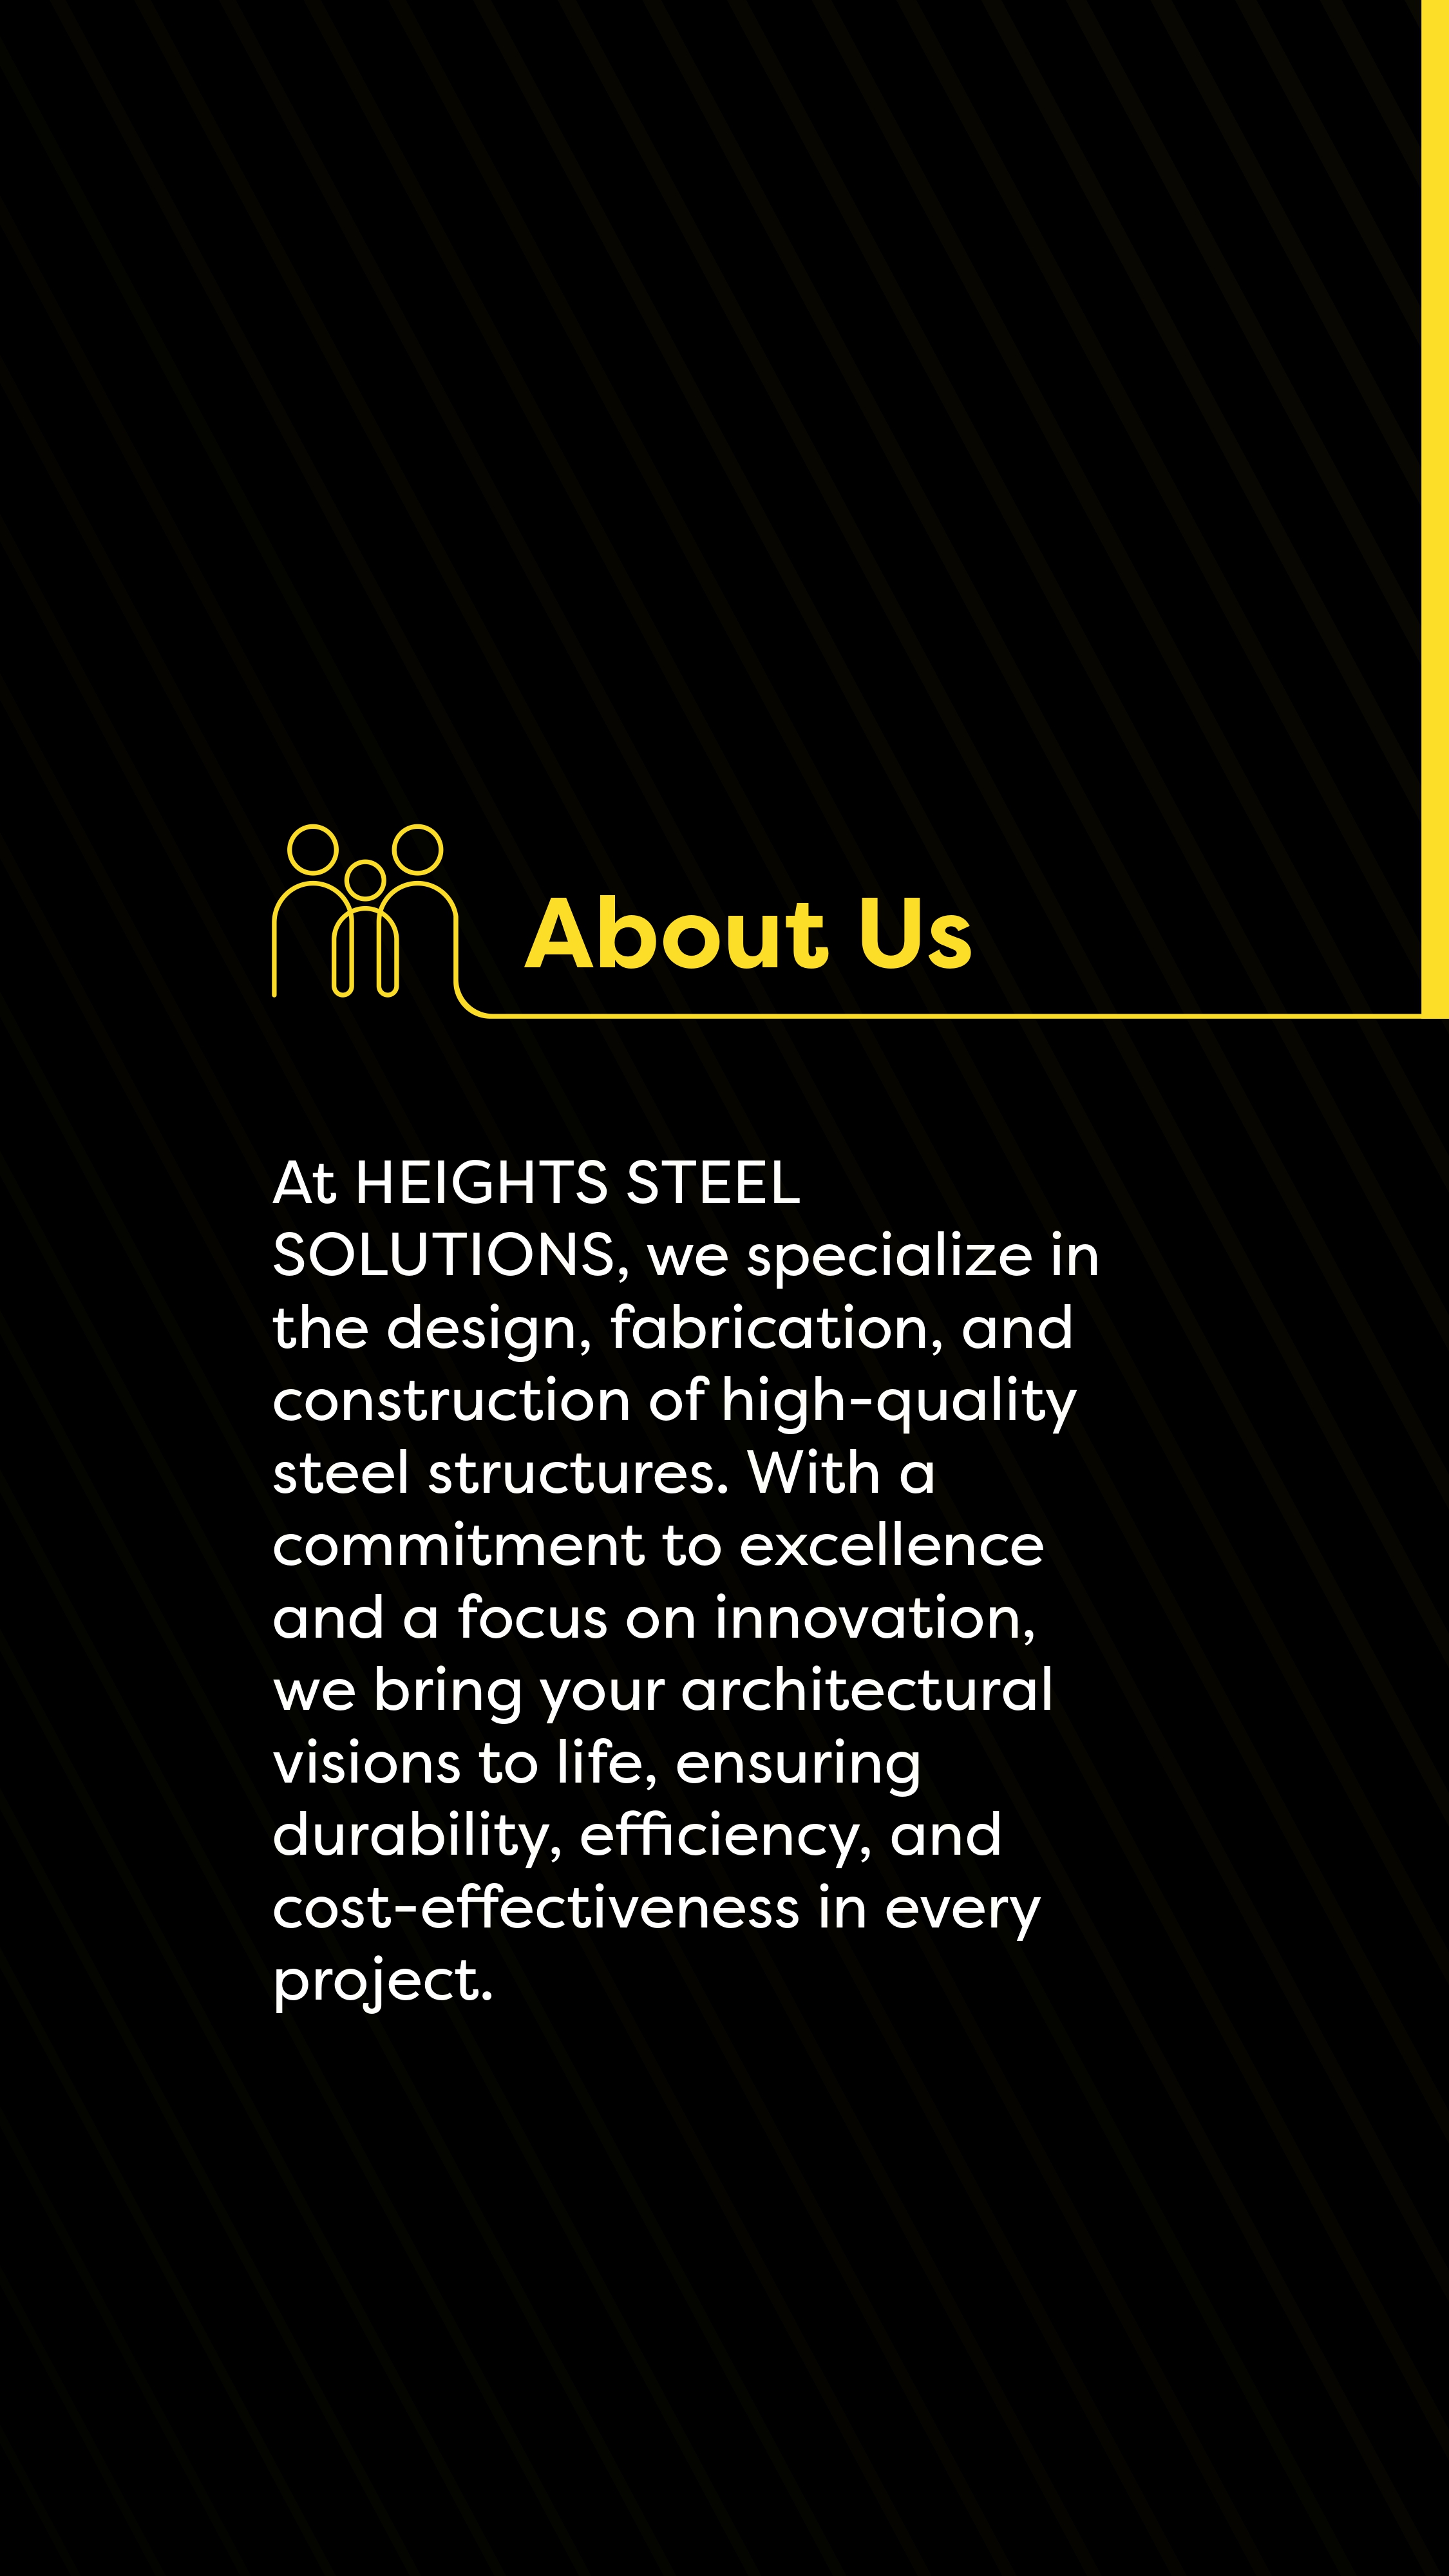 About Us
At HEIGHTS STEEL
SOLUTIONS, we specialize in
the design, fabrication, and
construction of high-quality
steel structures. With a
commitment to excellence
and a focus on innovation,
we bring your architectural
visions to life, ensuring
durability, efficiency, and
cost-effectiveness in every
project.